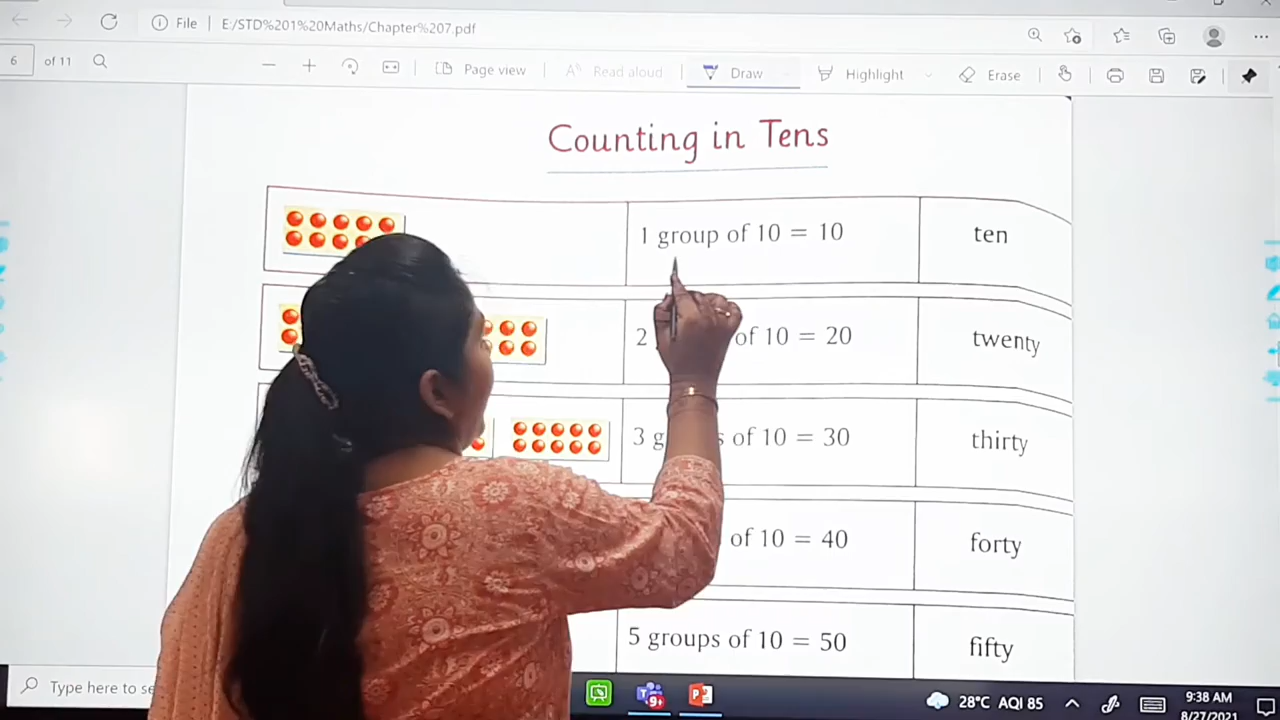 File
E:/STD%201%20Maths/Chapter%207.pdf
6 of 11
Page view
Read aloud
Draw
Highlight
Erase
Counting in Tens
1 group of 10 = 10 ten
2 of 10 = 20 twenty
3 of 10 = 30 thirty
of 10 = 40 forty
5 groups of 10 = 50 fifty
Type here to
9+
28°C AQI 85
9:38 AM
8/27/2021